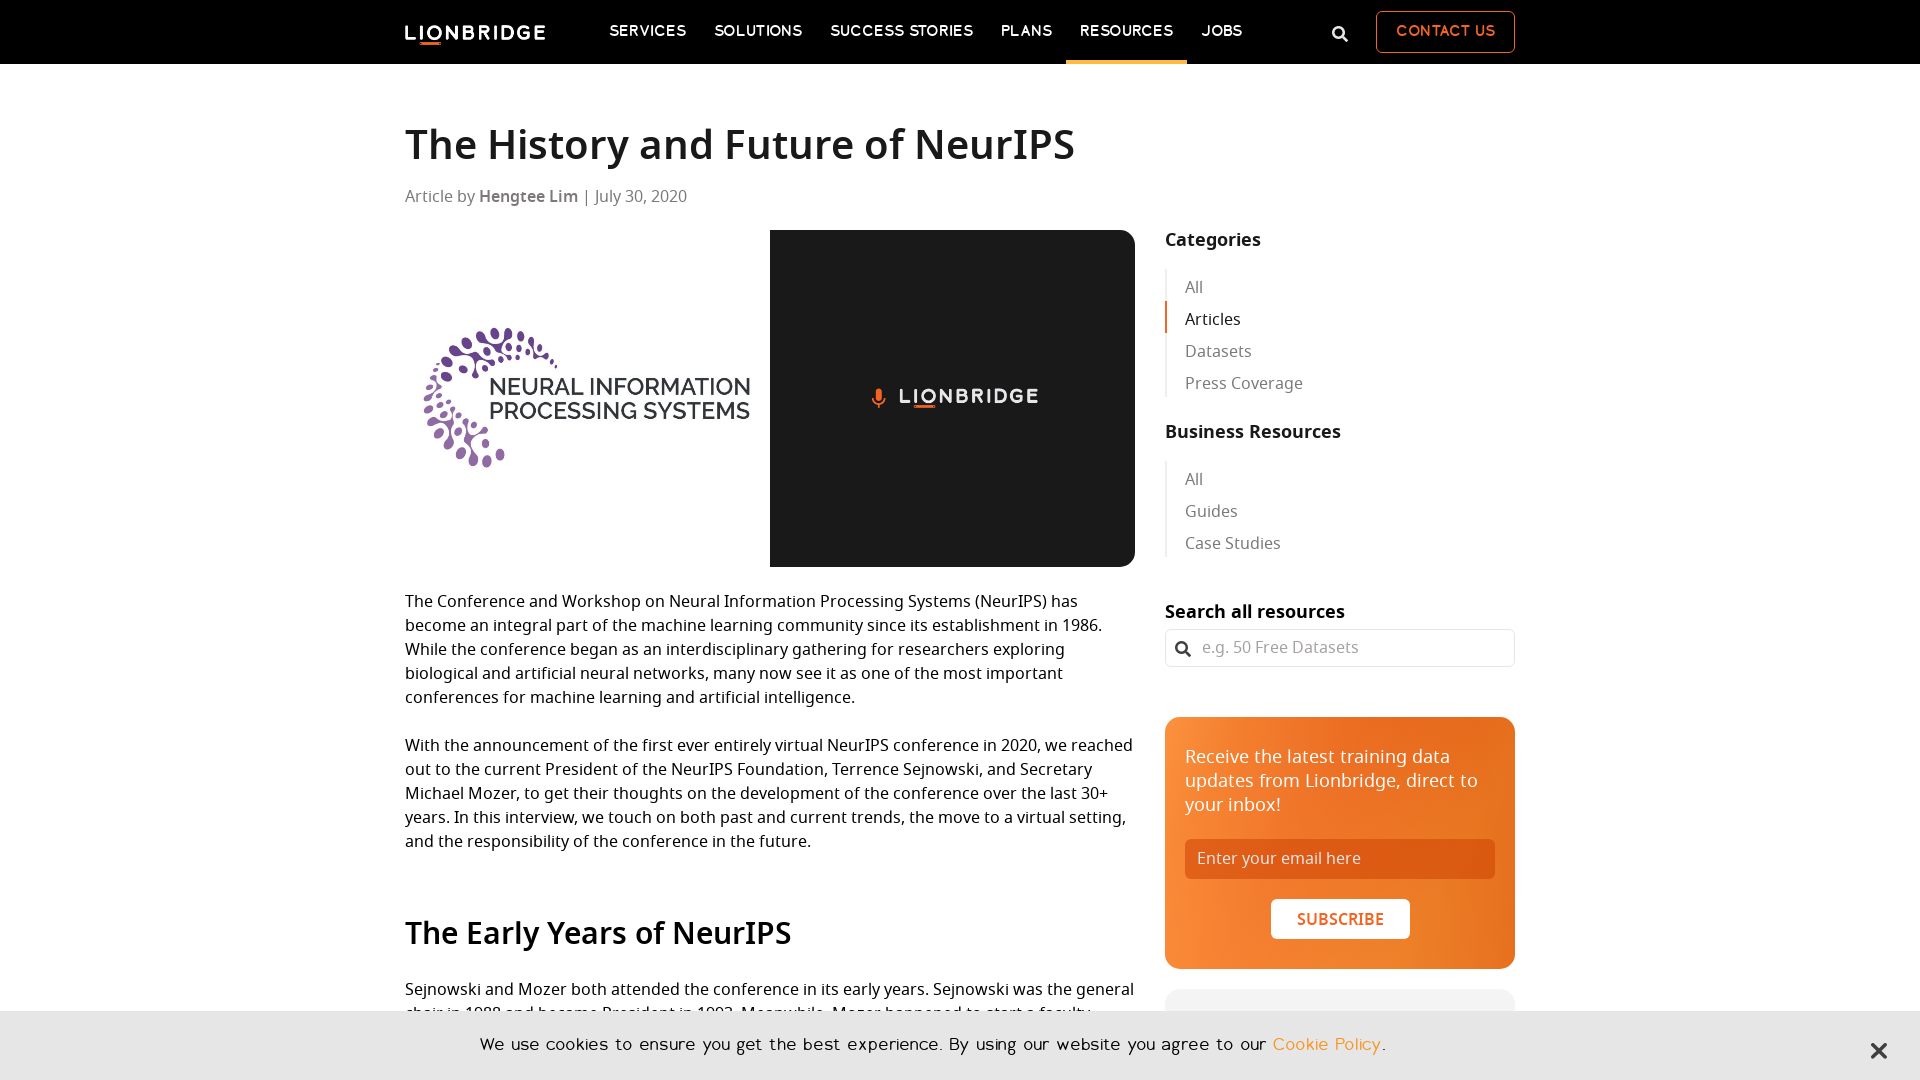 LIONBRIDGE
SERVICES
SOLUTIONS
SUCCESS STORIES
PLANS
RESOURCES
JOBS
CONTACT US
The History and Future of NeurIPS
Article by Hengtee Lim | July 30, 2020
NEURAL INFORMATION
PROCESSING SYSTEMS
LIONBRIDGE
The Conference and Workshop on Neural Information Processing Systems (NeurIPS) has
become an integral part of the machine learning community since its establishment in 1986.
While the conference began as an interdisciplinary gathering for researchers exploring
biological and artificial neural networks, many now see it as one of the most important
conferences for machine learning and artificial intelligence.
With the announcement of the first ever entirely virtual NeurIPS conference in 2020, we reached
out to the current President of the NeurIPS Foundation, Terrence Sejnowski, and Secretary
Michael Mozer, to get their thoughts on the development of the conference over the last 30+
years. In this interview, we touch on both past and current trends, the move to a virtual setting,
and the responsibility of the conference in the future.
The Early Years of NeurIPS
Sejnowski and Mozer both attended the conference in its early years. Sejnowski was the general
chair in 1988 and became President in 1993. Meanwhile, Mozer happened to start a faculty
Categories
All
Articles
Datasets
Press Coverage
Business Resources
All
Guides
Case Studies
Search all resources
e.g. 50 Free Datasets
Receive the latest training data
updates from Lionbridge, direct to
your inbox!
Enter your email here
SUBSCRIBE
We use cookies to ensure you get the best experience. By using our website you agree to our Cookie Policy.